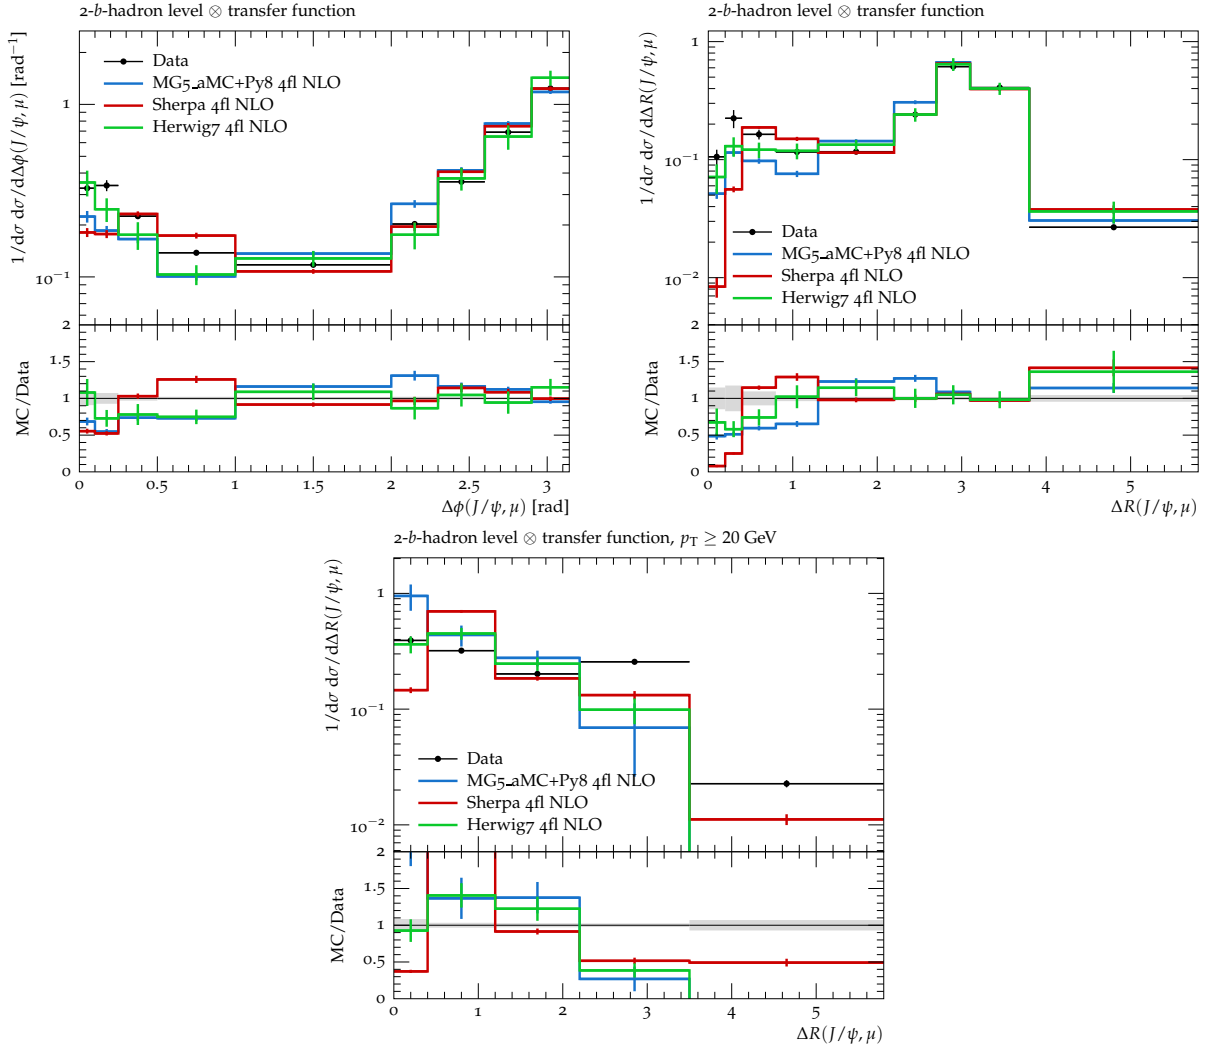 2-b-hadron level ⊗ transfer function
1/dσ dσ/dΔϕ(J/ψ, μ) [rad⁻¹]
1
10⁻¹
Data
MG5_aMC+Py8 4fl NLO
Sherpa 4fl NLO
Herwig7 4fl NLO
MC/Data
2
1.5
1
0.5
0
0 0.5 1 1.5 2 2.5 3
Δϕ(J/ψ, μ) [rad]
2-b-hadron level ⊗ transfer function
1/dσ dσ/dΔR(J/ψ, μ)
1
10⁻¹
10⁻²
Data
MG5_aMC+Py8 4fl NLO
Sherpa 4fl NLO
Herwig7 4fl NLO
MC/Data
2
1.5
1
0.5
0
0 1 2 3 4 5
ΔR(J/ψ, μ)
2-b-hadron level ⊗ transfer function, pT ≥ 20 GeV
1/dσ dσ/dΔR(J/ψ, μ)
1
10⁻¹
10⁻²
Data
MG5_aMC+Py8 4fl NLO
Sherpa 4fl NLO
Herwig7 4fl NLO
MC/Data
2
1.5
1
0.5
0
0 1 2 3 4 5
ΔR(J/ψ, μ)